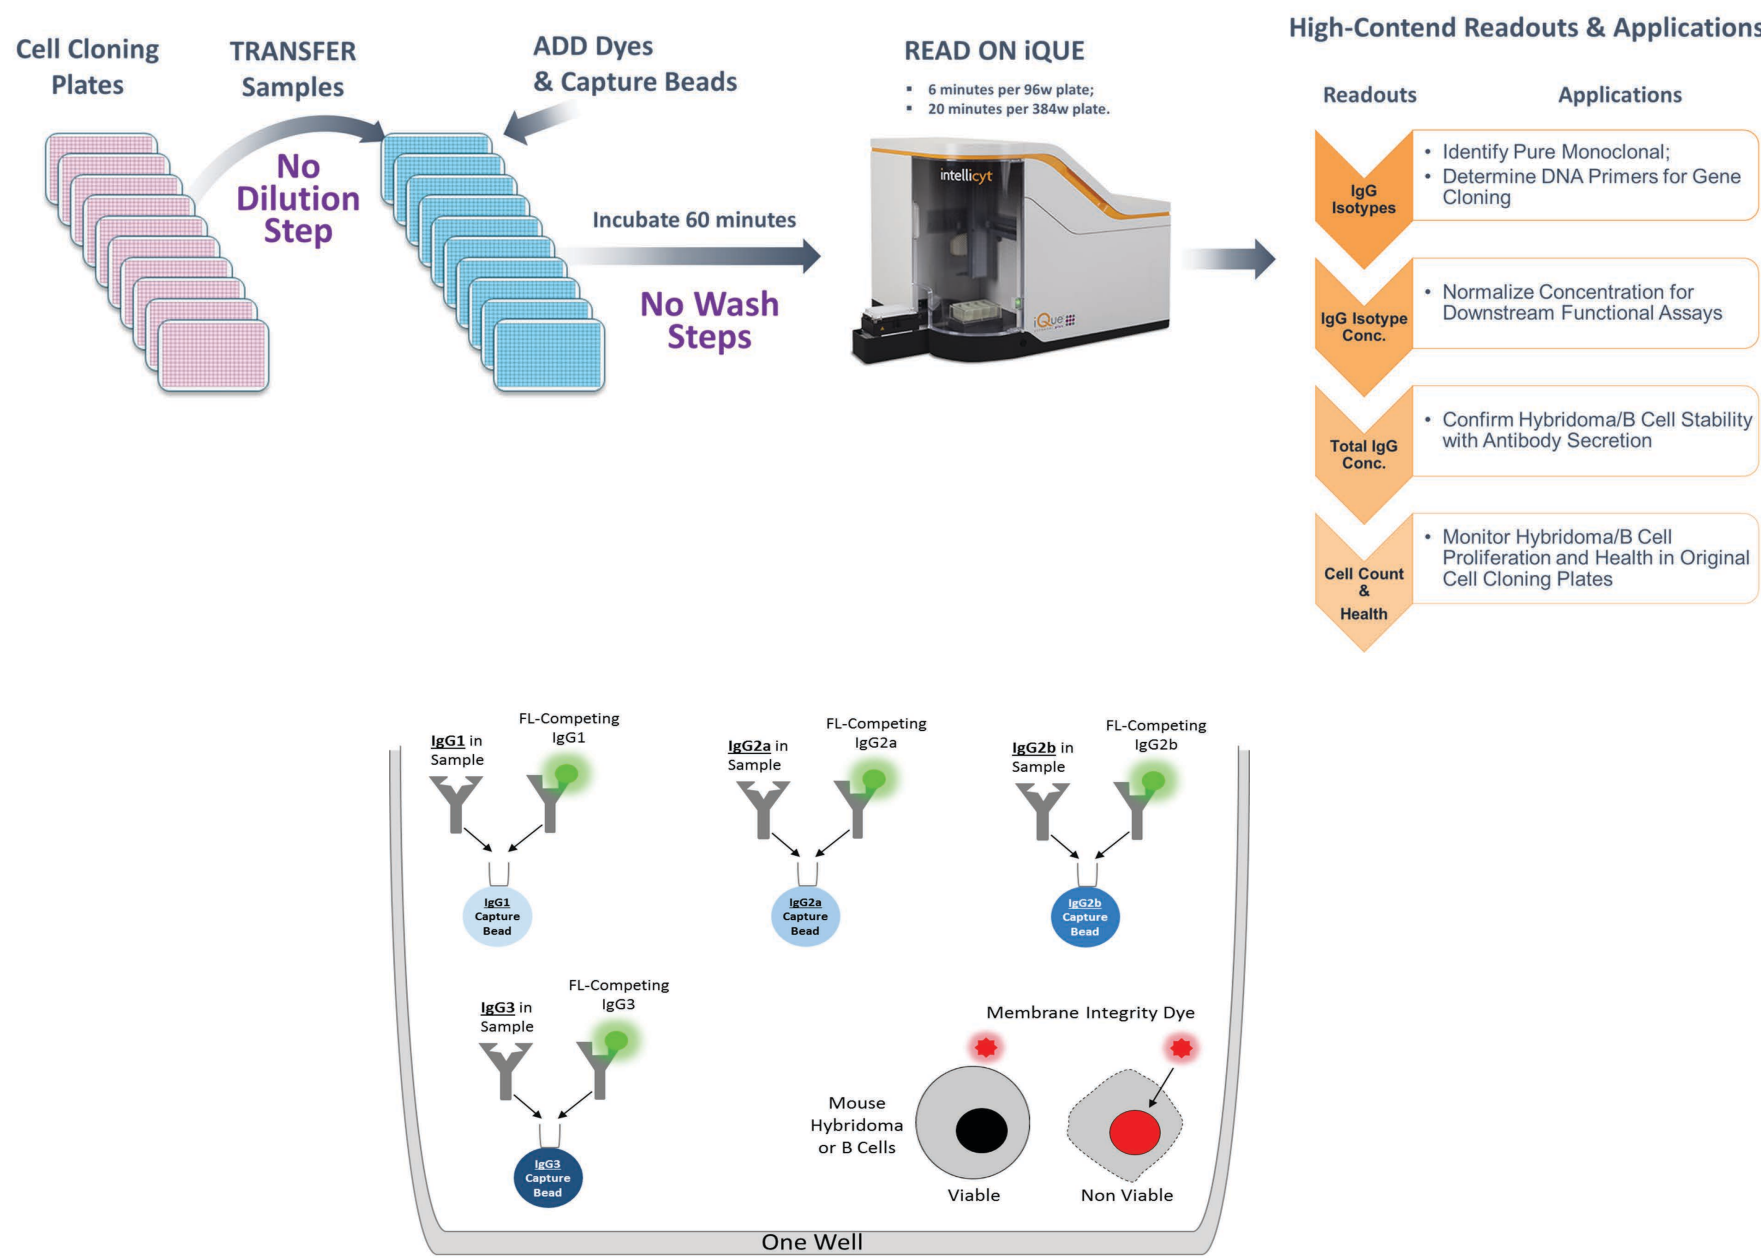 Cell Cloning
Plates
TRANSFER
Samples
ADD Dyes
& Capture Beads
No
Dilution
Step
Incubate 60 minutes
No Wash
Steps
READ ON iQUE
▪ 6 minutes per 96w plate;
▪ 20 minutes per 384w plate.
intellicyt
iQue
High-Contend Readouts & Applications
Readouts
Applications
IgG
Isotypes
• Identify Pure Monoclonal;
• Determine DNA Primers for Gene
Cloning
IgG Isotype
Conc.
• Normalize Concentration for
Downstream Functional Assays
Total IgG
Conc.
• Confirm Hybridoma/B Cell Stability
with Antibody Secretion
Cell Count
&
Health
• Monitor Hybridoma/B Cell
Proliferation and Health in Original
Cell Cloning Plates
IgG1 in
Sample
FL-Competing
IgG1
IgG1
Capture
Bead
IgG2a in
Sample
FL-Competing
IgG2a
IgG2a
Capture
Bead
IgG2b in
Sample
FL-Competing
IgG2b
IgG2b
Capture
Bead
IgG3 in
Sample
FL-Competing
IgG3
IgG3
Capture
Bead
Membrane Integrity Dye
Mouse
Hybridoma
or B Cells
Viable
Non Viable
One Well